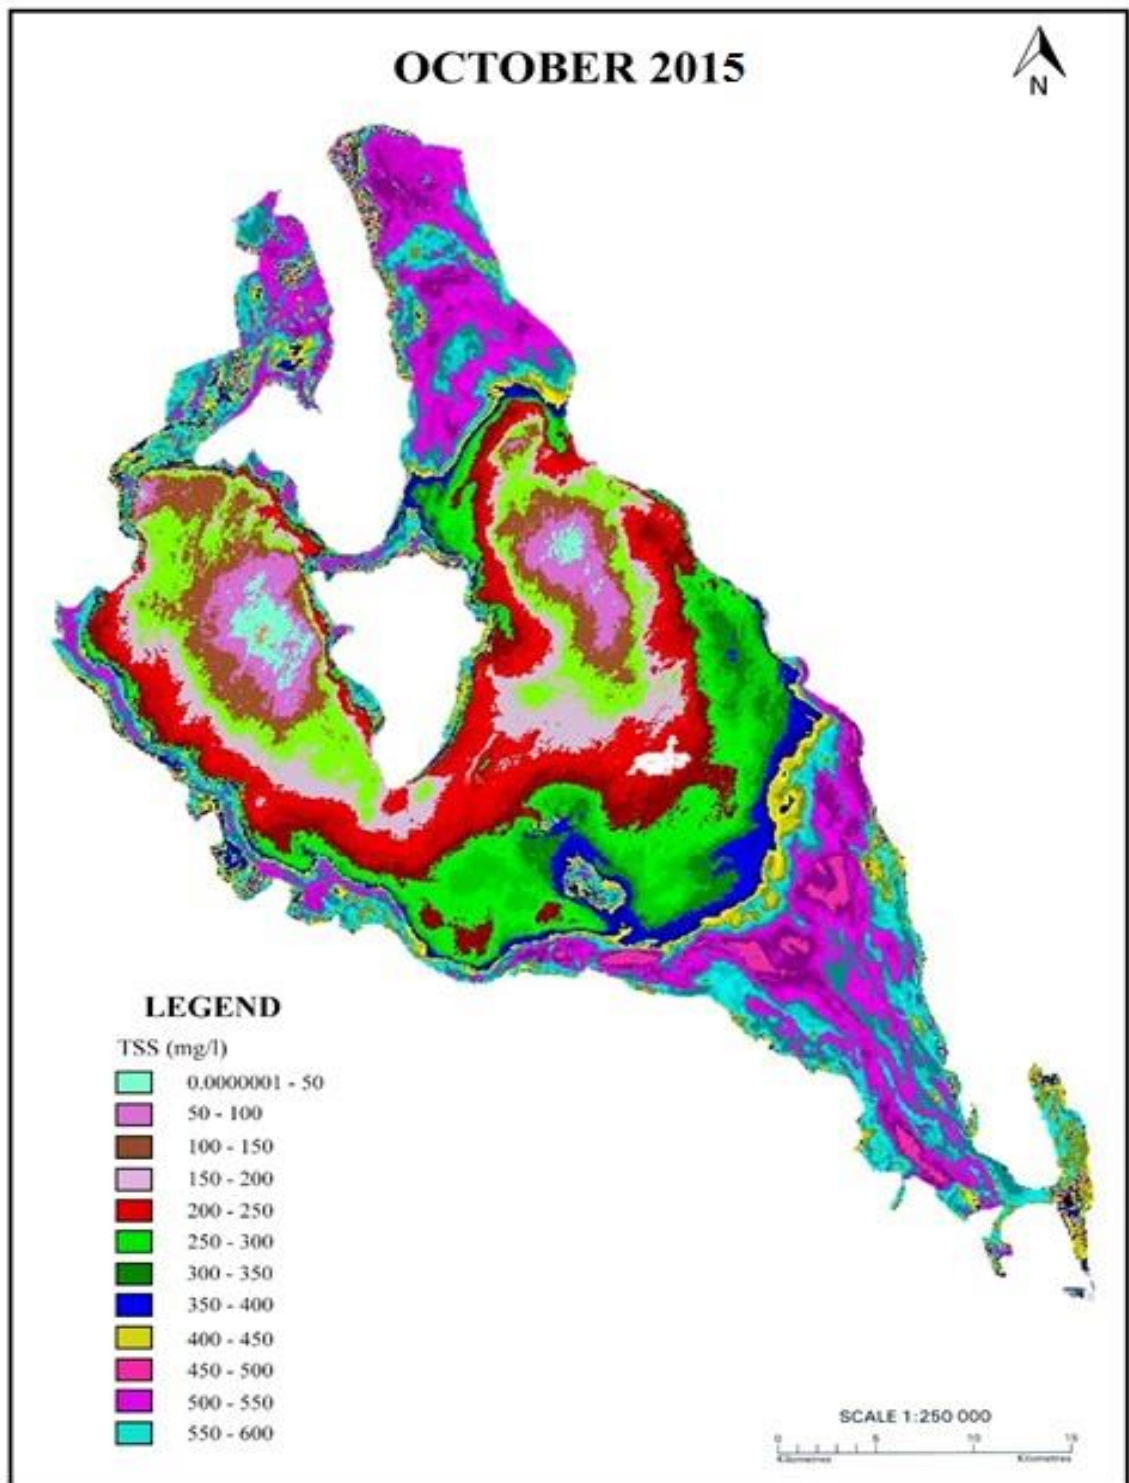 OCTOBER 2015
N
LEGEND
TSS (mg/l)
0.0000001 - 50
50 - 100
100 - 150
150 - 200
200 - 250
250 - 300
300 - 350
350 - 400
400 - 450
450 - 500
500 - 550
550 - 600
SCALE 1:250 000
0 5 10 15
Kilometres Kilometres